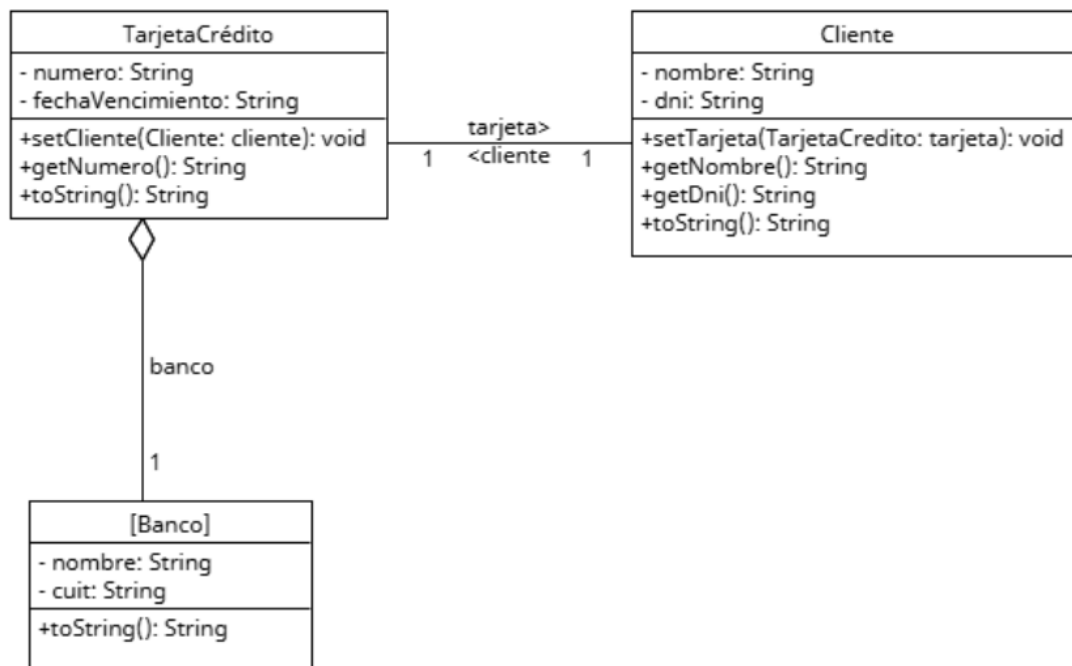 TarjetaCrédito
- numero: String
- fechaVencimiento: String
+setCliente(Cliente: cliente): void
+getNumero(): String
+toString(): String
tarjeta>
1
<cliente
1
Cliente
- nombre: String
- dni: String
+setTarjeta(TarjetaCredito: tarjeta): void
+getNombre(): String
+getDni(): String
+toString(): String
banco
1
[Banco]
- nombre: String
- cuit: String
+toString(): String